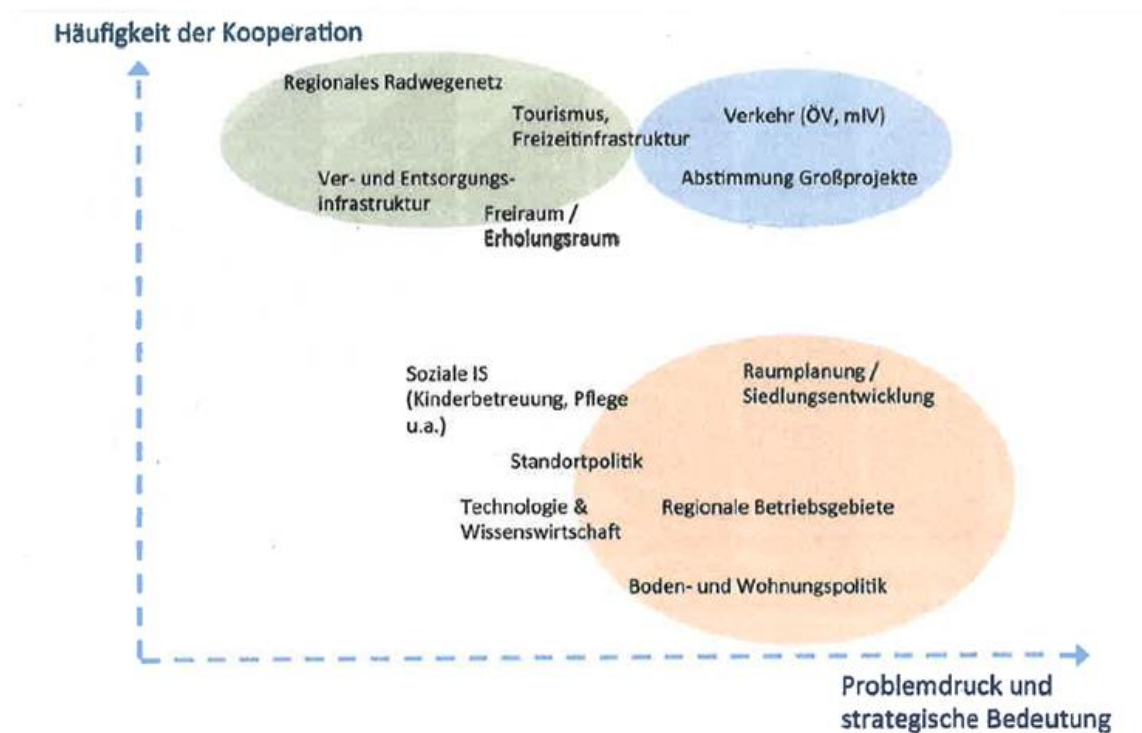 Häufigkeit der Kooperation
Regionales Radwegenetz
Tourismus,
Freizeitinfrastruktur
Verkehr (ÖV, mIV)
Ver- und Entsorgungs-
infrastruktur
Abstimmung Großprojekte
Freiraum /
Erholungsraum
Soziale IS
(Kinderbetreuung, Pflege
u.a.)
Raumplanung /
Siedlungsentwicklung
Standortpolitik
Technologie &
Wissenswirtschaft
Regionale Betriebsgebiete
Boden- und Wohnungspolitik
Problemdruck und
strategische Bedeutung